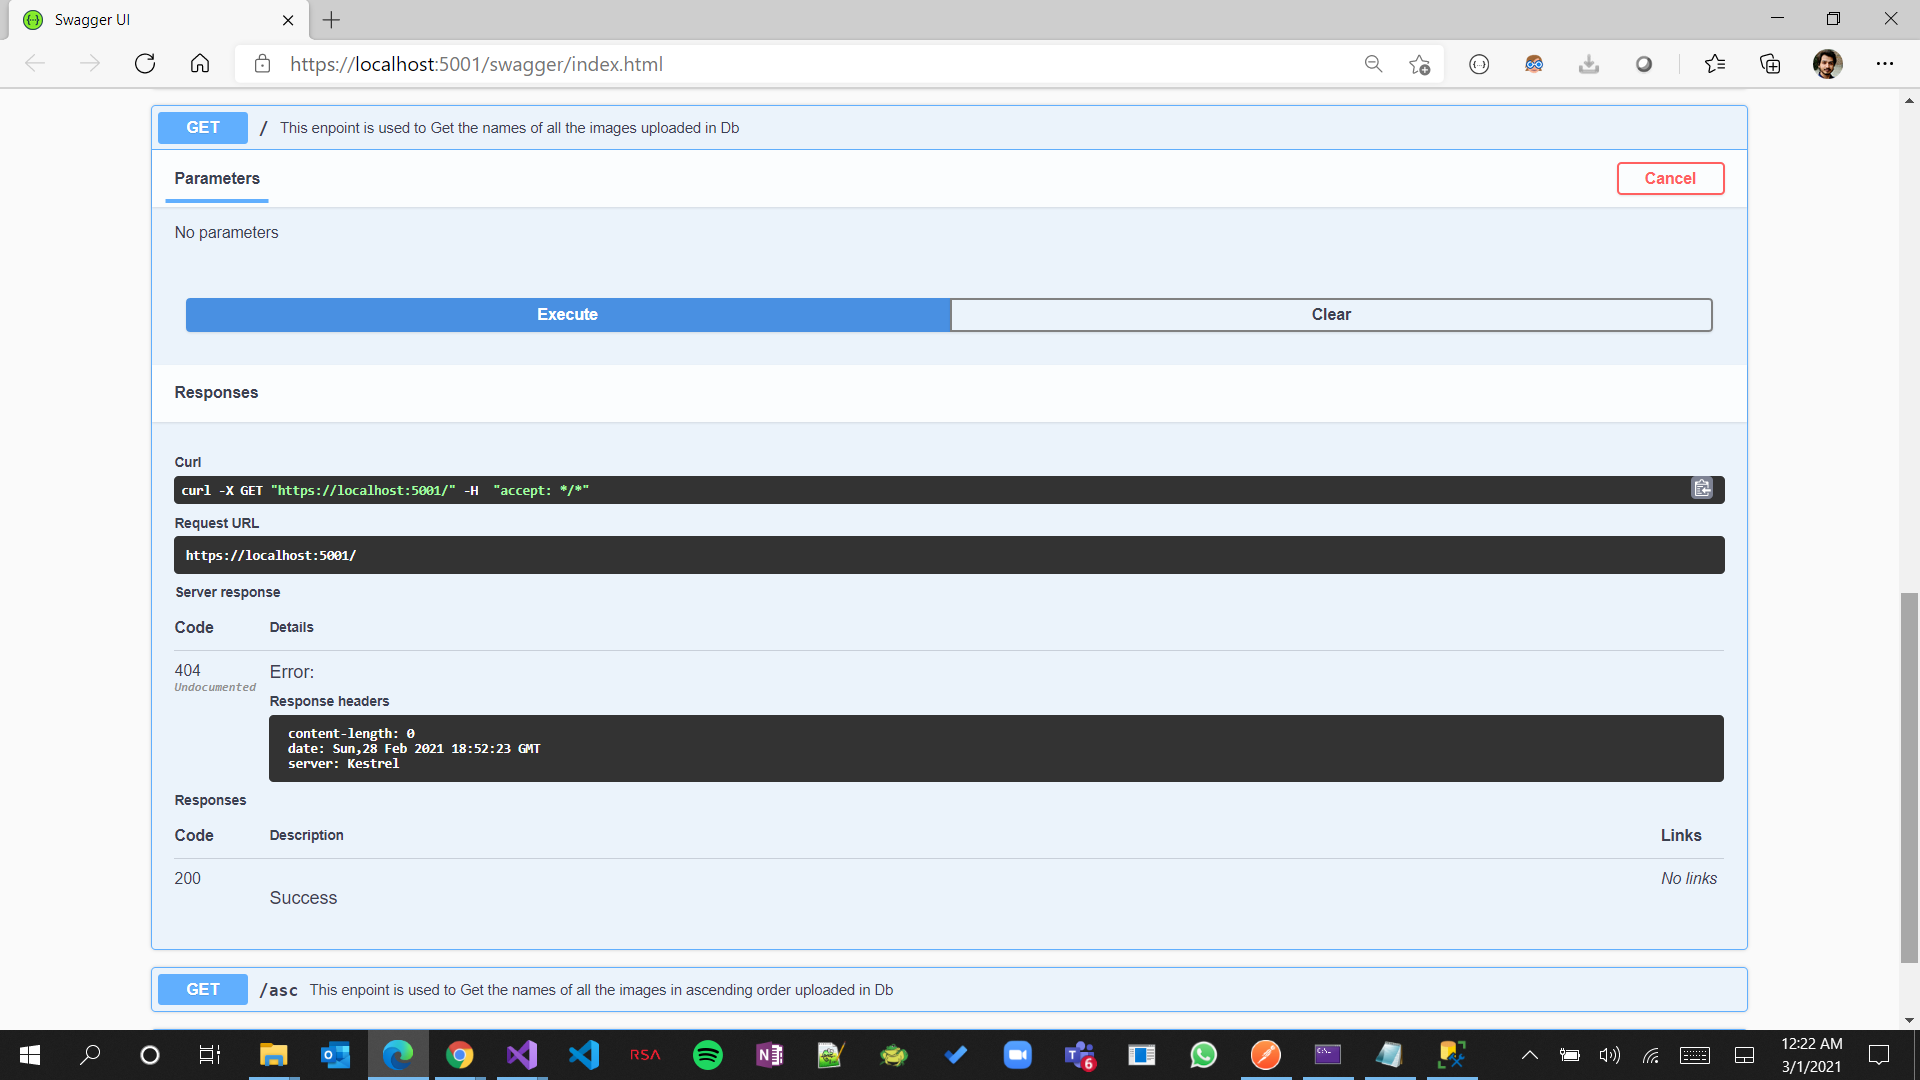 Swagger UI
https://localhost:5001/swagger/index.html
GET / This enpoint is used to Get the names of all the images uploaded in Db
Parameters
Cancel
No parameters
Execute
Clear
Responses
Curl
curl -X GET "https://localhost:5001/" -H "accept: */*"
Request URL
https://localhost:5001/
Server response
Code Details
404 Error:
Undocumented
Response headers
content-length: 0
date: Sun,28 Feb 2021 18:52:23 GMT
server: Kestrel
Responses
Code Description Links
200 No links
Success
GET /asc This enpoint is used to Get the names of all the images in ascending order uploaded in Db
RSA
6
12:22 AM
3/1/2021